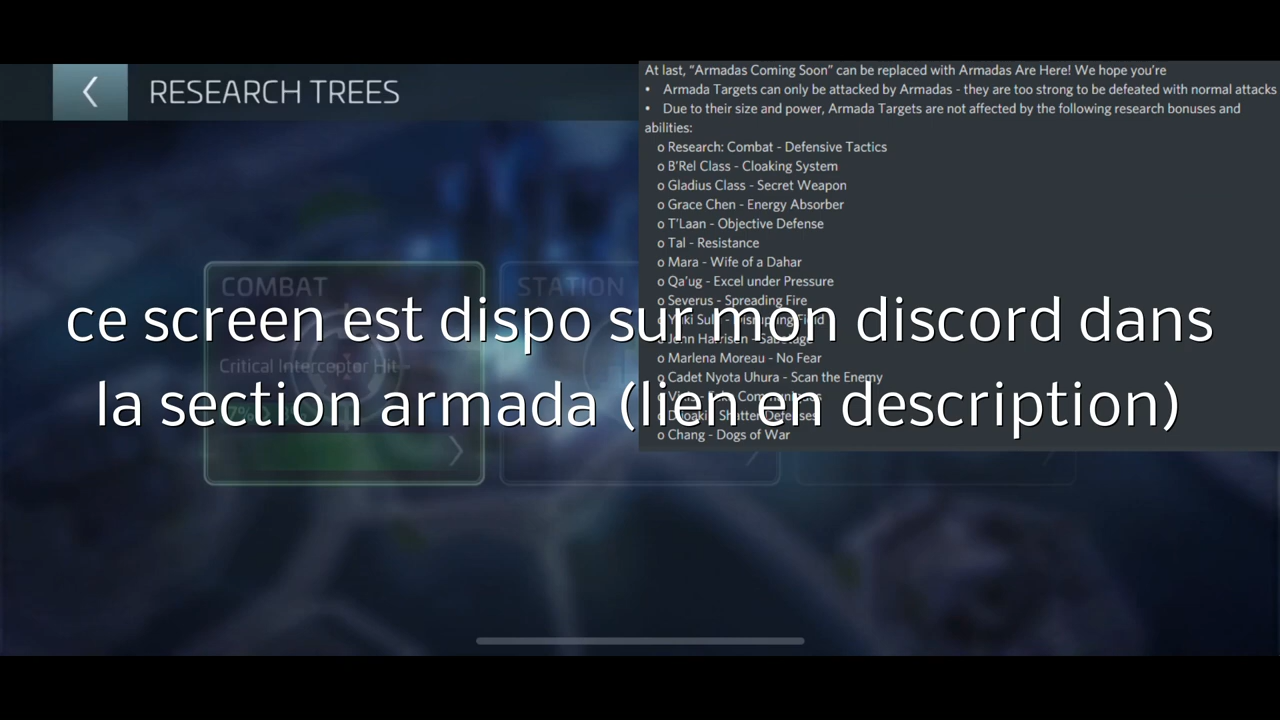 RESEARCH TREES
At last, “Armadas Coming Soon” can be replaced with Armadas Are Here! We hope you’re
• Armada Targets can only be attacked by Armadas - they are too strong to be defeated with normal attacks
• Due to their size and power, Armada Targets are not affected by the following research bonuses and
abilities:
o Research: Combat - Defensive Tactics
o B'Rel Class - Cloaking System
o Gladius Class - Secret Weapon
o Grace Chen - Energy Absorber
o T'Laan - Objective Defense
o Tal - Resistance
o Mara - Wife of a Dahar
o Qa'ug - Excel under Pressure
o Severus - Spreading Fire
o Marlena Moreau - No Fear
o Cadet Nyota Uhura - Scan the Enemy
o Chang - Dogs of War
COMBAT
STATION
Critical Interceptor Hit
ce screen est dispo sur mon discord dans
la section armada (lien en description)